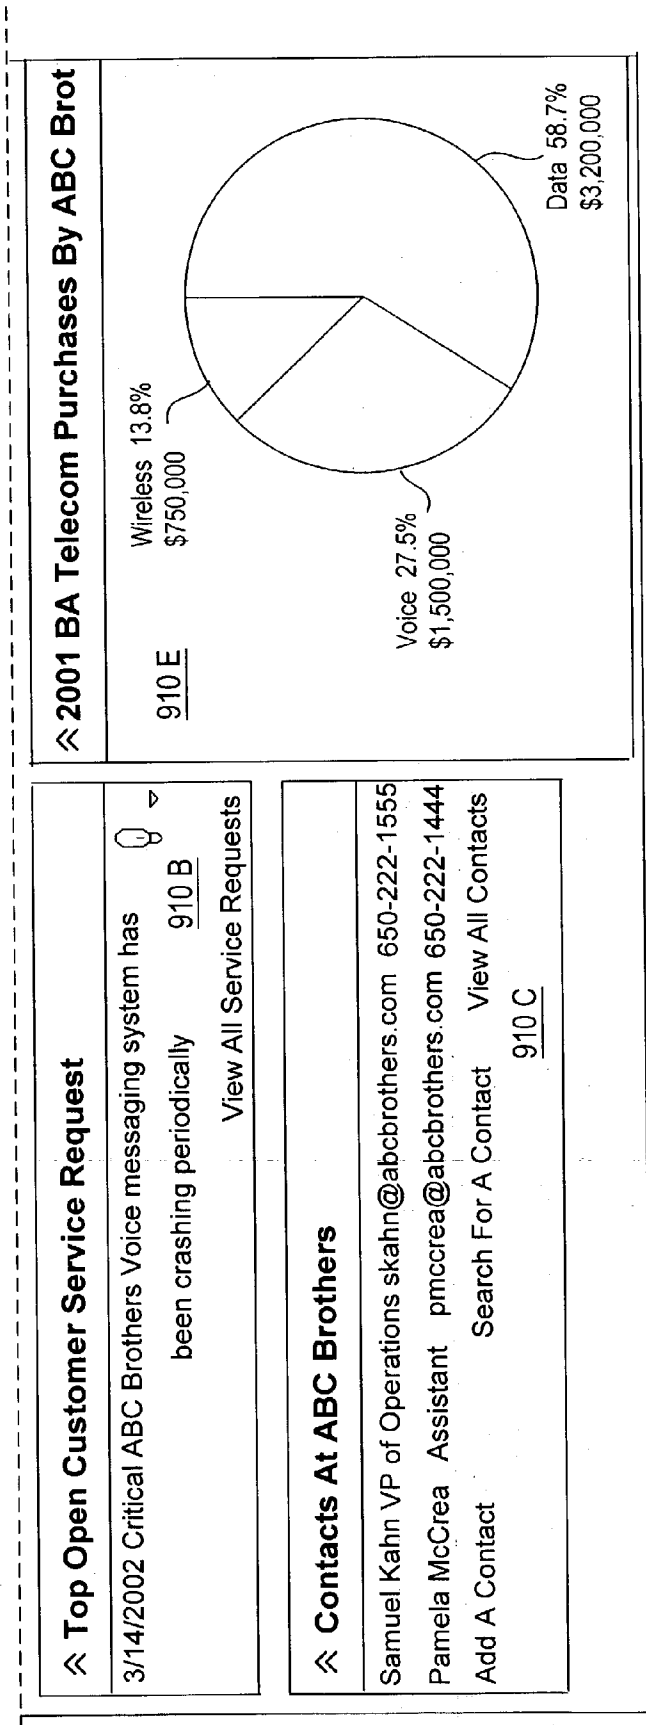 Top Open Customer Service Request
3/14/2002 Critical ABC Brothers Voice messaging system has
been crashing periodically
910 B
View All Service Requests
Contacts At ABC Brothers
Samuel Kahn VP of Operations skahn@abcbrothers.com 650-222-1555
Pamela McCrea Assistant pmccrea@abcbrothers.com 650-222-1444
Add A Contact Search For A Contact View All Contacts
910 C
2001 BA Telecom Purchases By ABC Brot
910 E
Wireless 13.8%
$750,000
Voice 27.5%
$1,500,000
Data 58.7%
$3,200,000